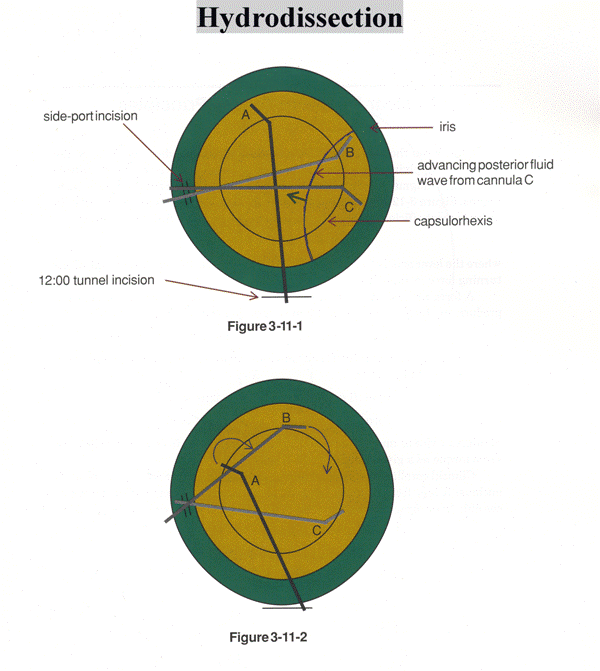 Hydrodissection
side-port incision
A
iris
B
advancing posterior fluid
wave from cannula C
C
capsulorhexis
12:00 tunnel incision
Figure 3-11-1
B
A
C
Figure 3-11-2